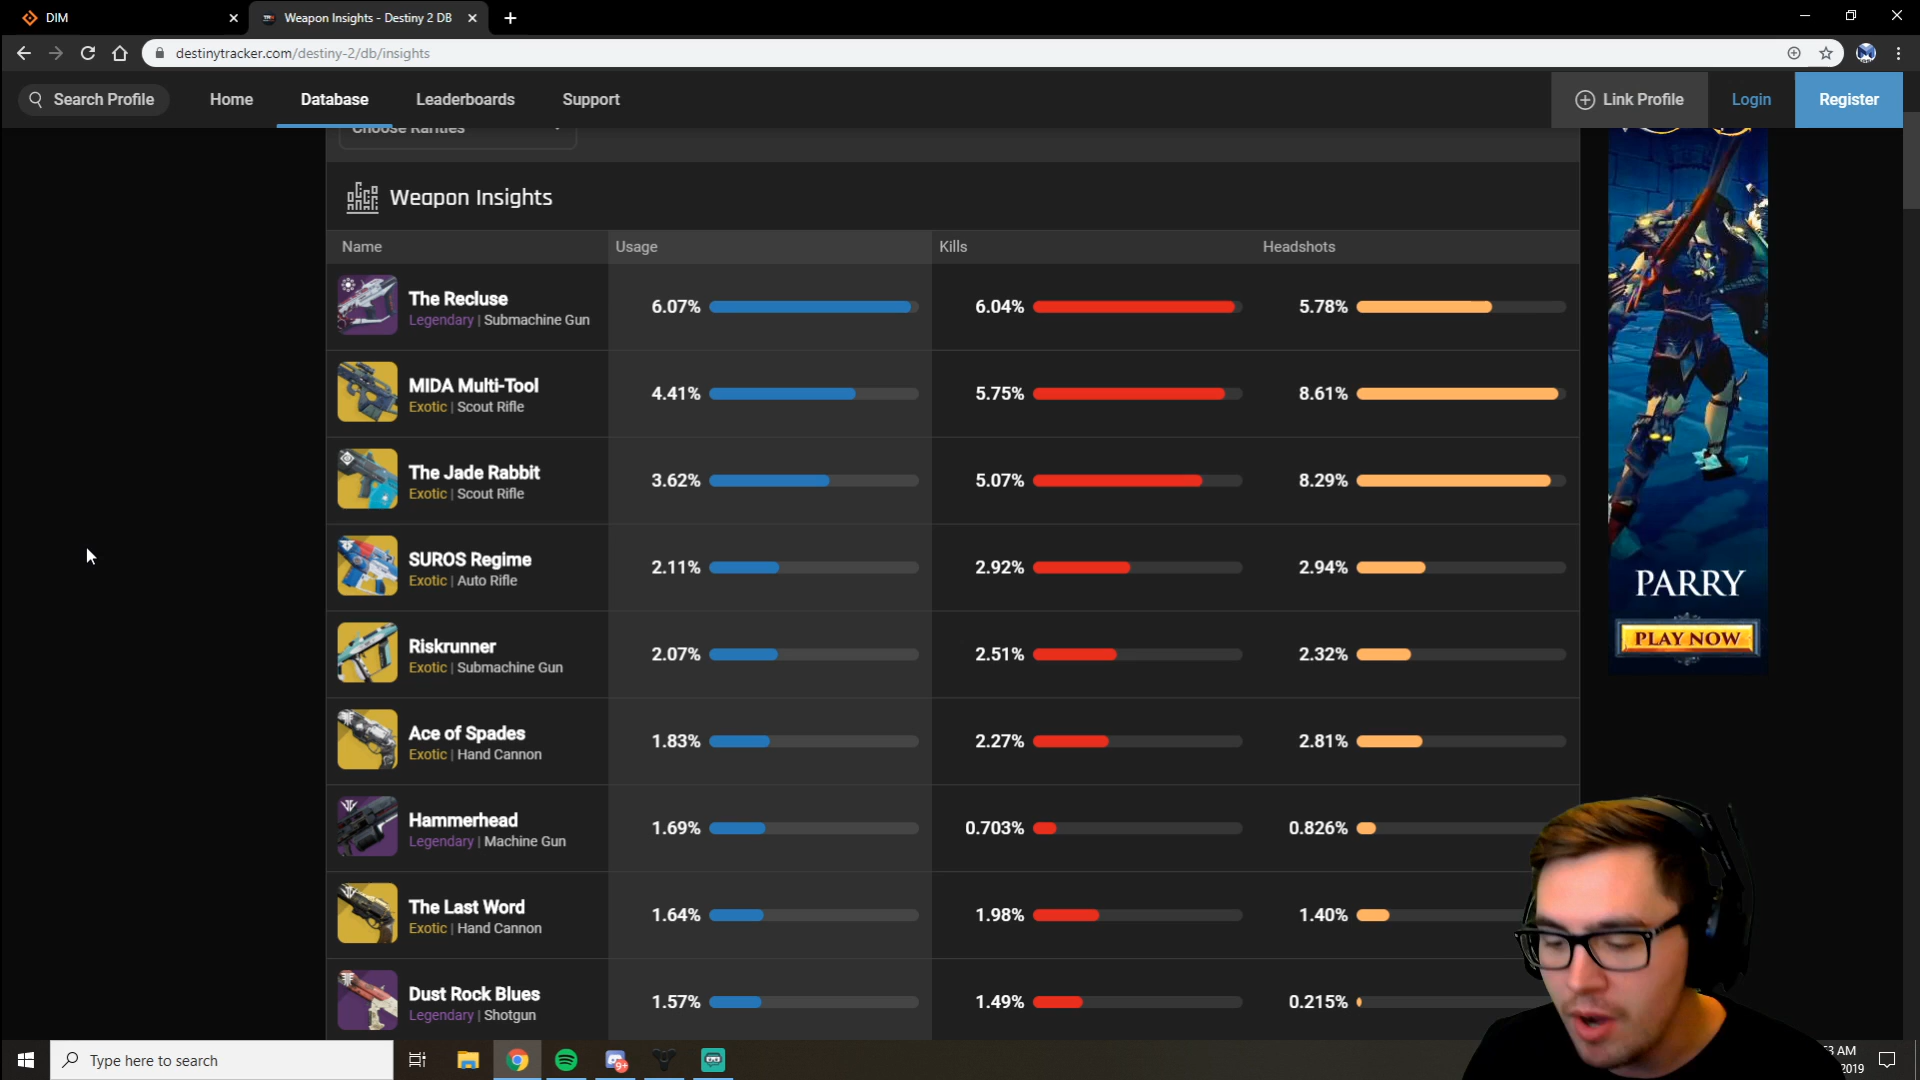 DIM
Weapon Insights - Destiny 2 DB
destinytracker.com/destiny-2/db/insights
Search Profile
Home
Database
Leaderboards
Support
Link Profile
Login
Register
Choose Rarities
Weapon Insights
Name
Usage
Kills
Headshots
The Recluse
Legendary | Submachine Gun
6.07%
6.04%
5.78%
MIDA Multi-Tool
Exotic | Scout Rifle
4.41%
5.75%
8.61%
The Jade Rabbit
Exotic | Scout Rifle
3.62%
5.07%
8.29%
SUROS Regime
Exotic | Auto Rifle
2.11%
2.92%
2.94%
Riskrunner
Exotic | Submachine Gun
2.07%
2.51%
2.32%
Ace of Spades
Exotic | Hand Cannon
1.83%
2.27%
2.81%
Hammerhead
Legendary | Machine Gun
1.69%
0.703%
0.826%
The Last Word
Exotic | Hand Cannon
1.64%
1.98%
1.40%
Dust Rock Blues
Legendary | Shotgun
1.57%
1.49%
0.215%
PARRY
PLAY NOW
Type here to search
9+
3 AM
2019